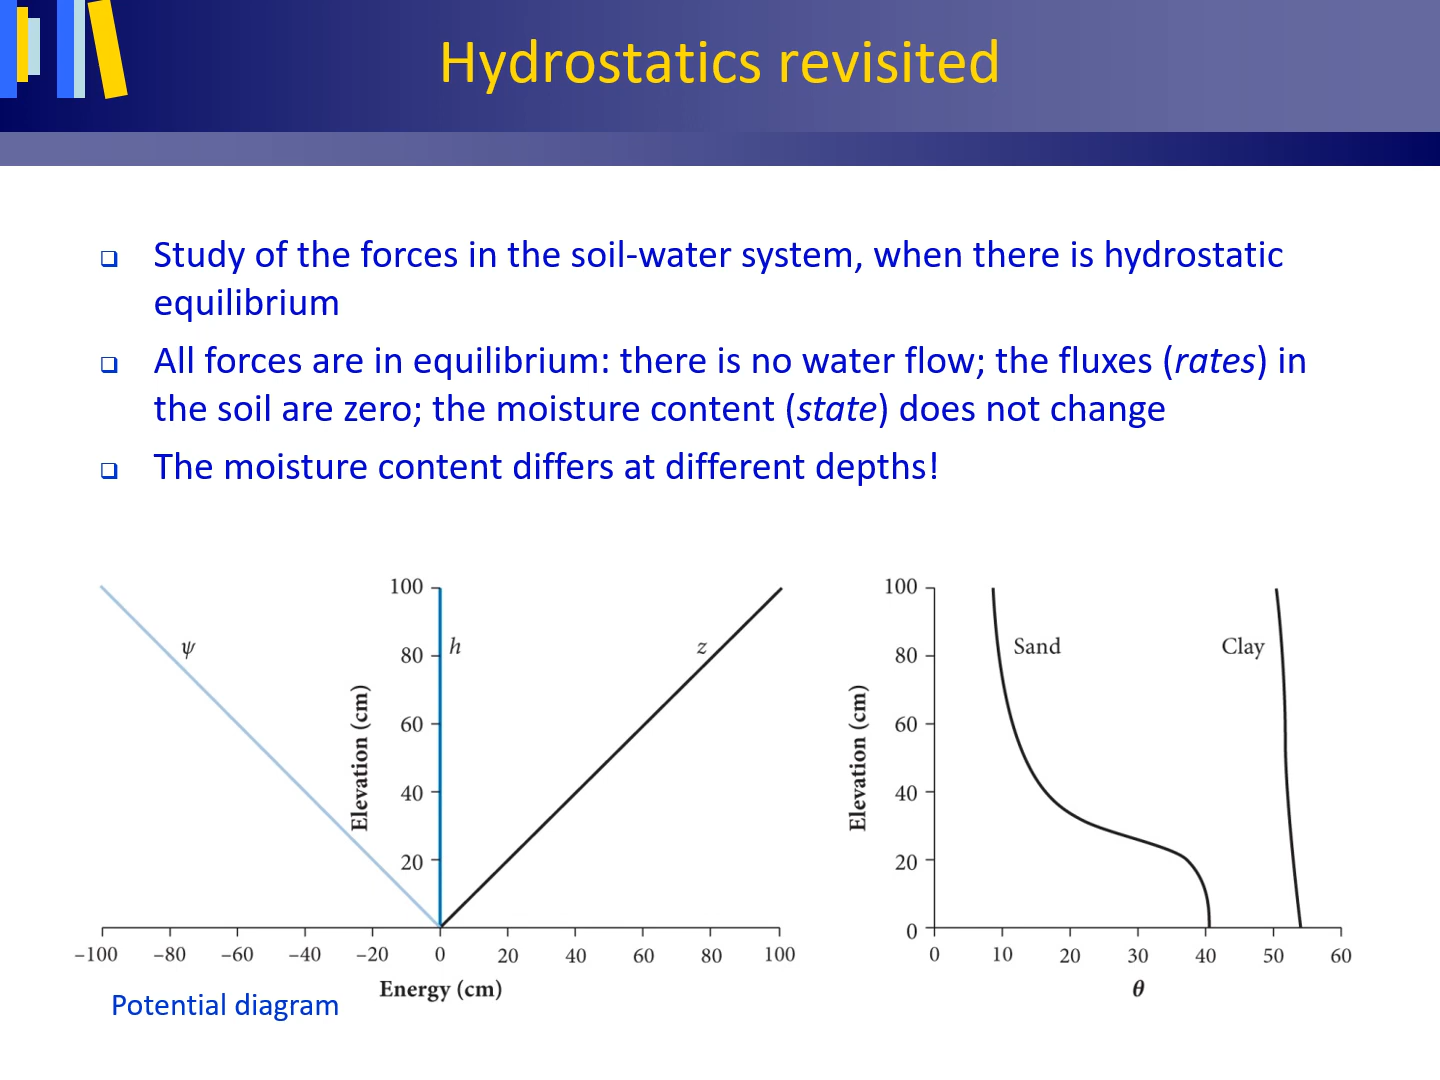 Hydrostatics revisited
❑ Study of the forces in the soil-water system, when there is hydrostatic
equilibrium
❑ All forces are in equilibrium: there is no water flow; the fluxes (rates) in
the soil are zero; the moisture content (state) does not change
❑ The moisture content differs at different depths!
100
80
60
40
20
Elevation (cm)
ψ
h
z
−100 −80 −60 −40 −20 0 20 40 60 80 100
Energy (cm)
Potential diagram
100
80
60
40
20
0
Elevation (cm)
Sand
Clay
0 10 20 30 40 50 60
θ